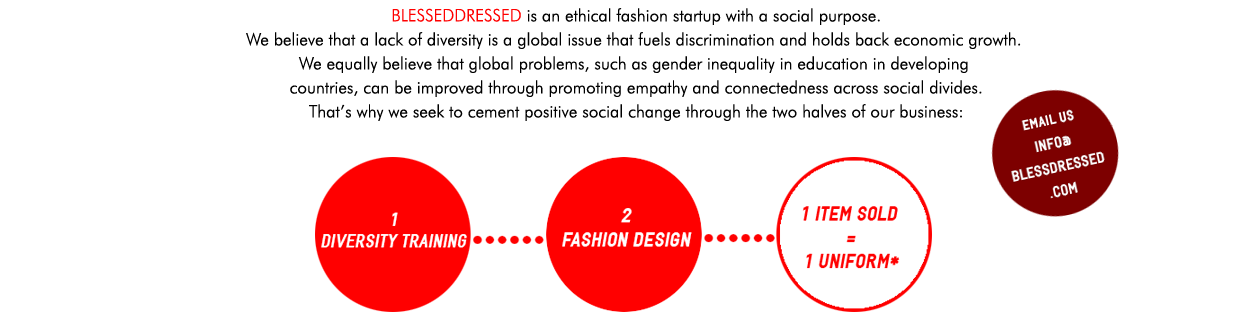 BLESSEDDRESSED is an ethical fashion startup with a social purpose.
We believe that a lack of diversity is a global issue that fuels discrimination and holds back economic growth.
We equally believe that global problems, such as gender inequality in education in developing
countries, can be improved through promoting empathy and connectedness across social divides.
That's why we seek to cement positive social change through the two halves of our business:
EMAIL US
INFO@
BLESSDRESSED
.COM
1
DIVERSITY TRAINING
2
FASHION DESIGN
1 ITEM SOLD
=
1 UNIFORM*